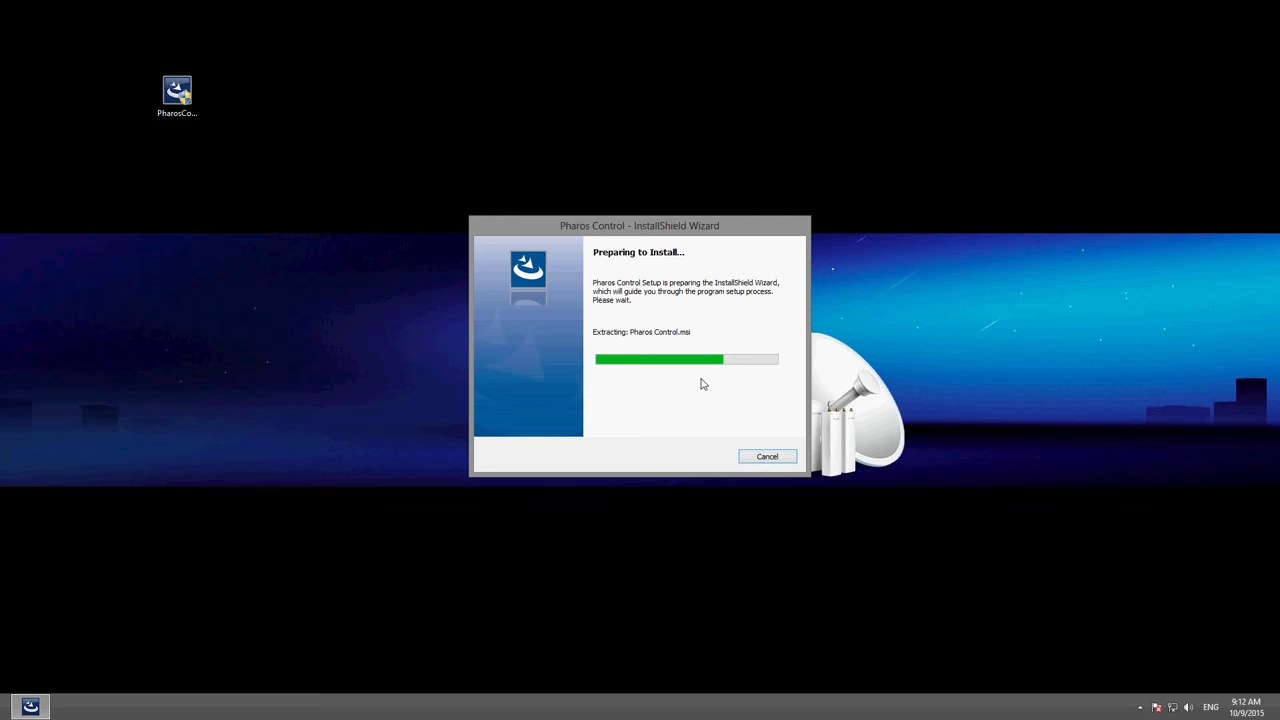 PharosCo...
Pharos Control - InstallShield Wizard
Preparing to Install...
Pharos Control Setup is preparing the InstallShield Wizard,
which will guide you through the program setup process.
Please wait.
Extracting: Pharos Control.msi
Cancel
ENG
9:12 AM
10/9/2015